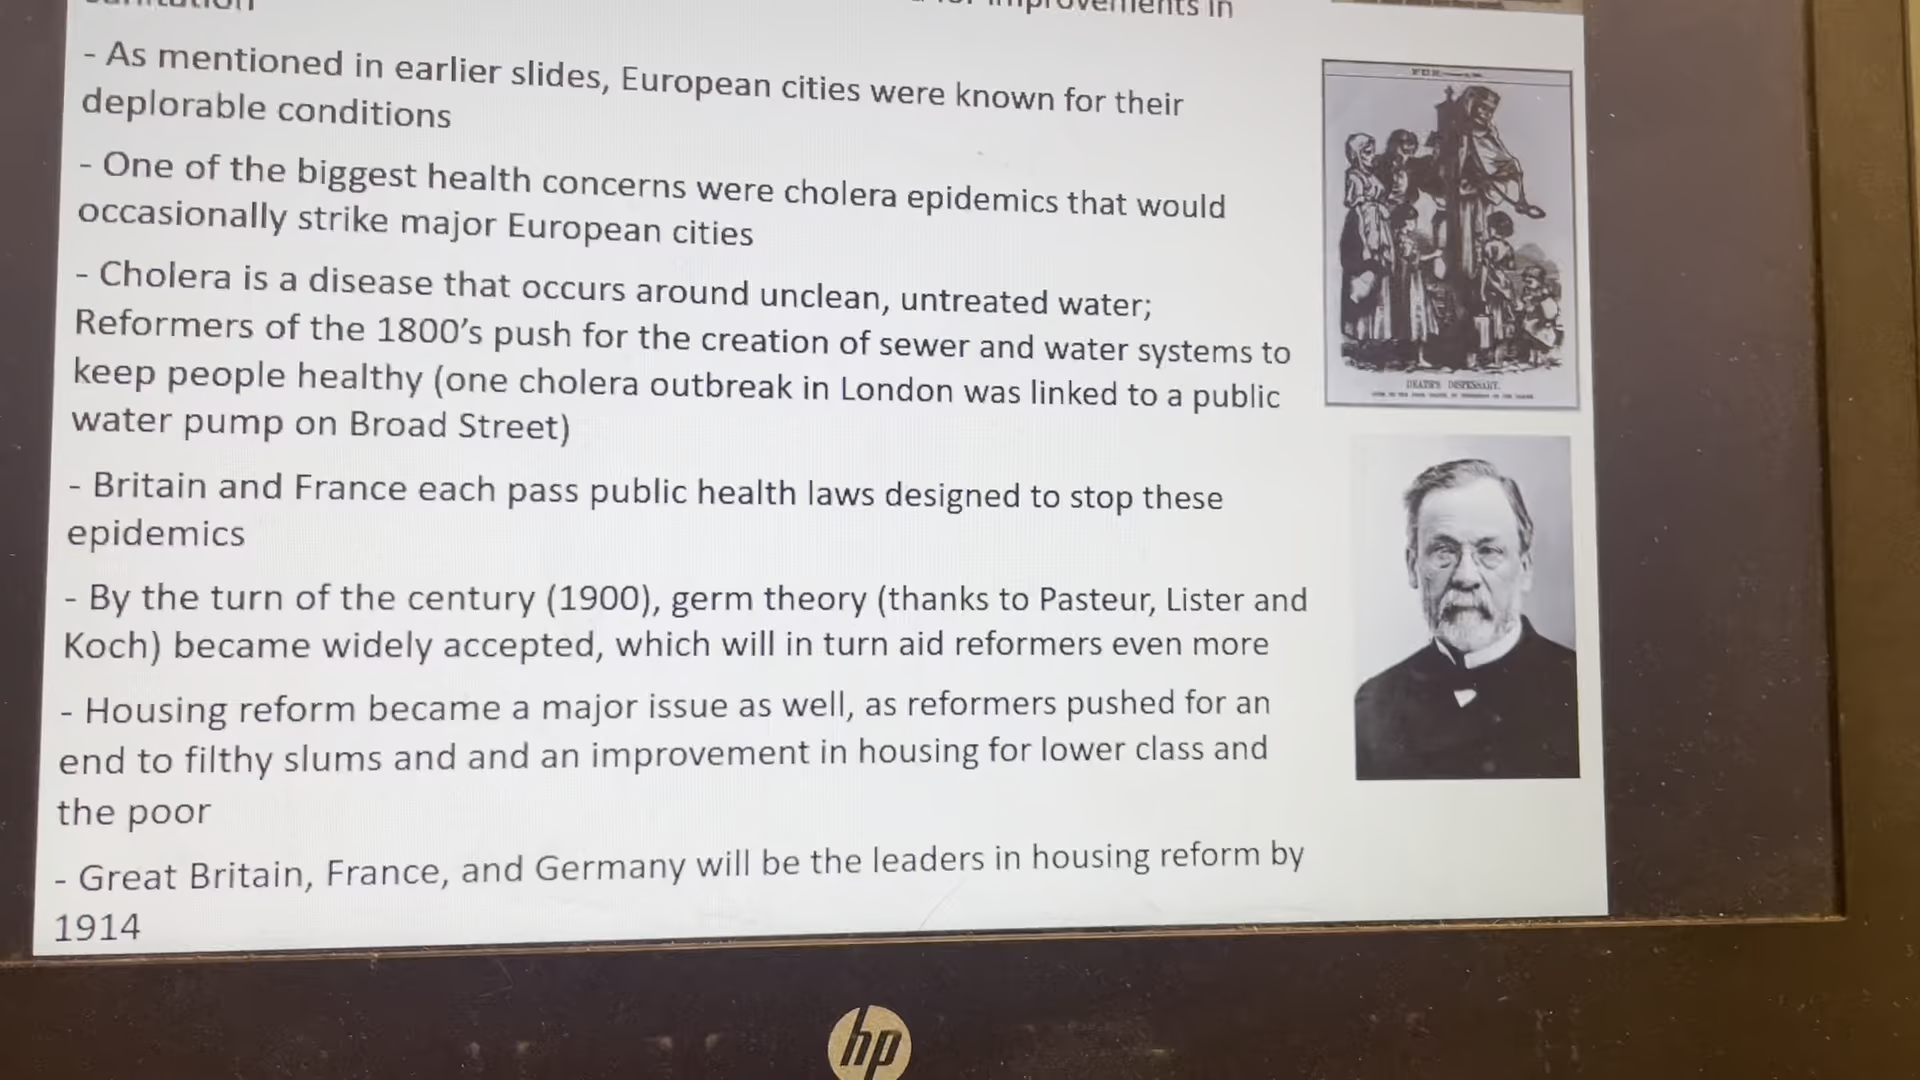 improvements in
- As mentioned in earlier slides, European cities were known for their
deplorable conditions
- One of the biggest health concerns were cholera epidemics that would
occasionally strike major European cities
- Cholera is a disease that occurs around unclean, untreated water;
Reformers of the 1800's push for the creation of sewer and water systems to
keep people healthy (one cholera outbreak in London was linked to a public
water pump on Broad Street)
- Britain and France each pass public health laws designed to stop these
epidemics
- By the turn of the century (1900), germ theory (thanks to Pasteur, Lister and
Koch) became widely accepted, which will in turn aid reformers even more
- Housing reform became a major issue as well, as reformers pushed for an
end to filthy slums and and an improvement in housing for lower class and
the poor
- Great Britain, France, and Germany will be the leaders in housing reform by
1914
DEATH'S DISPENSARY.
hp